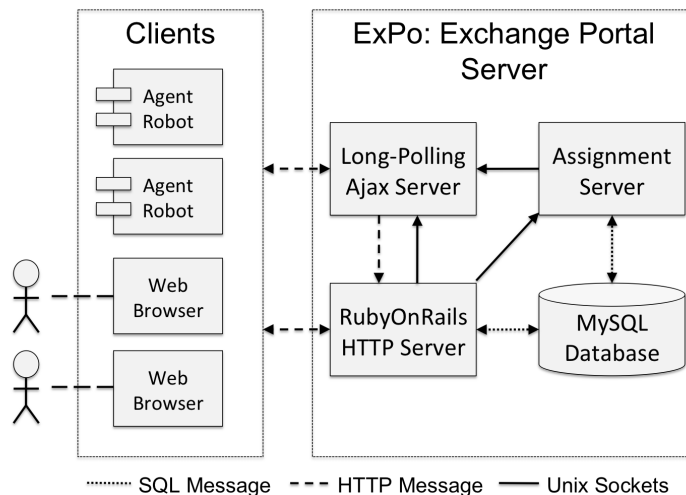 Clients
Agent
Robot
Agent
Robot
Web
Browser
Web
Browser
ExPo: Exchange Portal
Server
Long-Polling
Ajax Server
Assignment
Server
RubyOnRails
HTTP Server
MySQL
Database
SQL Message
HTTP Message
Unix Sockets